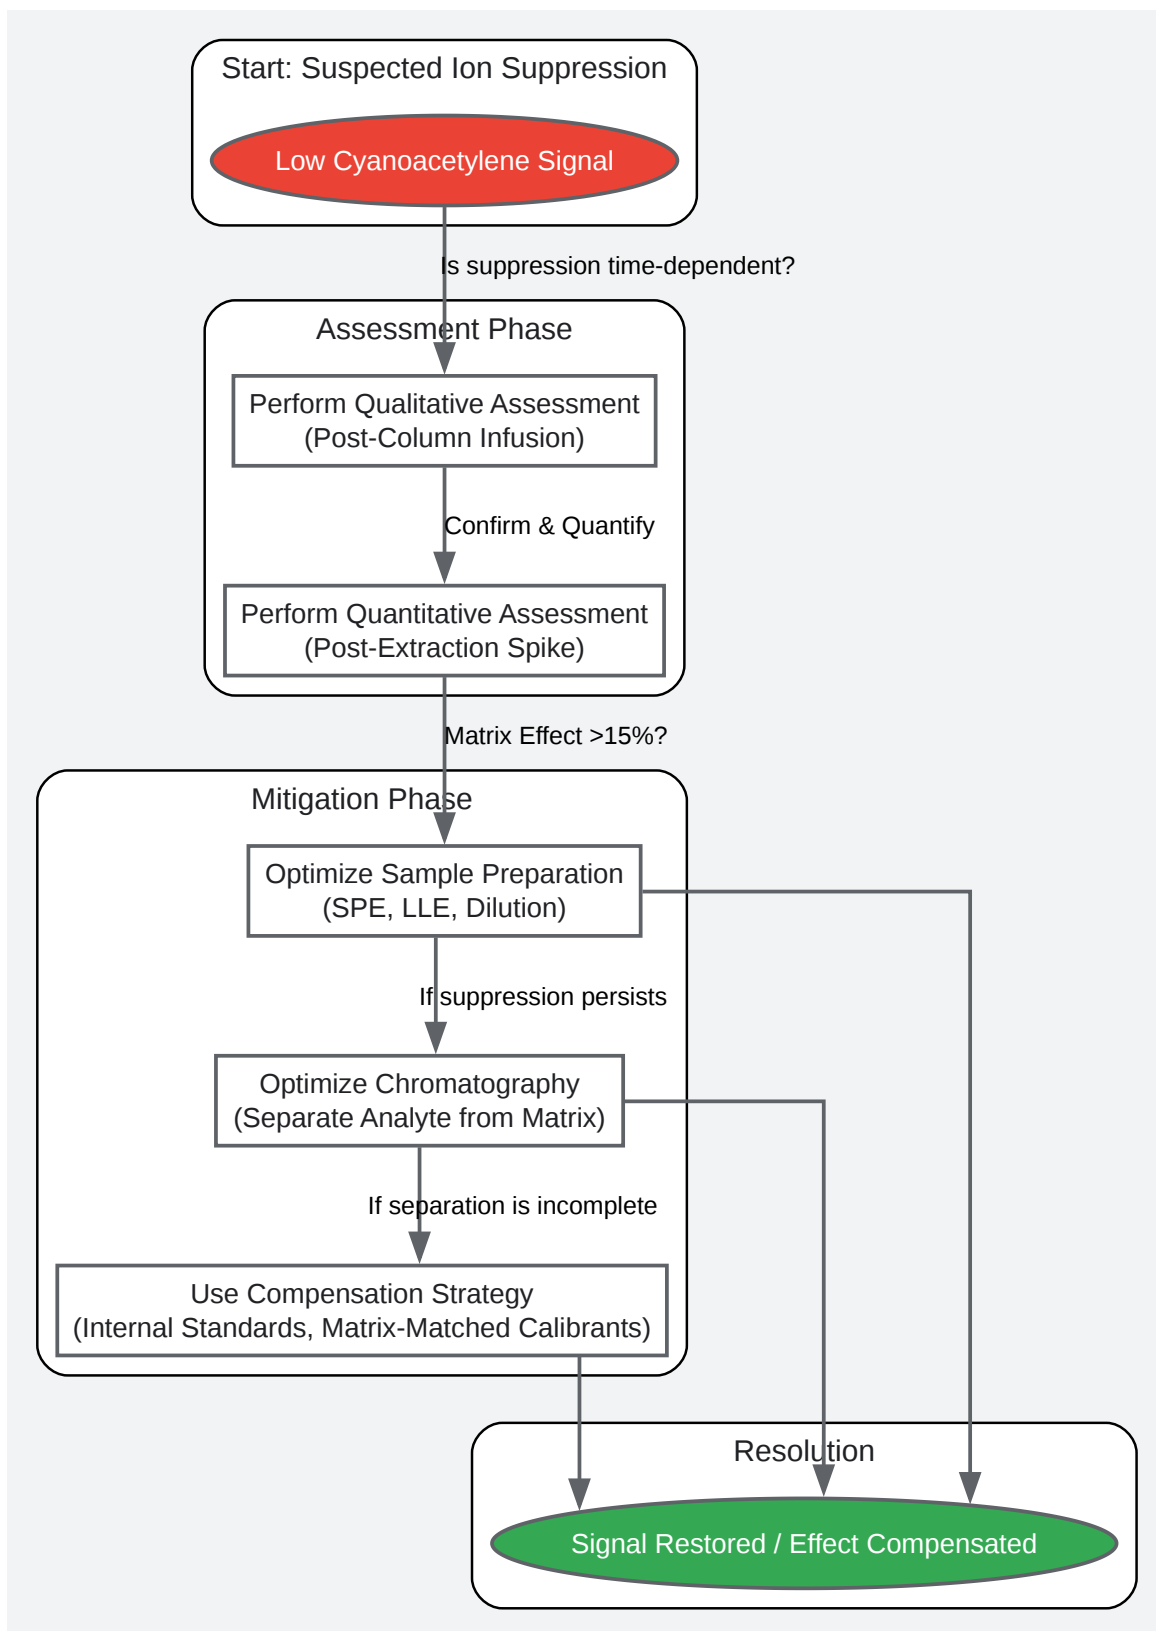 Start: Suspected Ion Suppression
Low Cyanoacetylene Signal
Is suppression time-dependent?
Assessment Phase
Perform Qualitative Assessment
(Post-Column Infusion)
Confirm & Quantify
Perform Quantitative Assessment
(Post-Extraction Spike)
Matrix Effect >15%?
Mitigation Phase
Optimize Sample Preparation
(SPE, LLE, Dilution)
If suppression persists
Optimize Chromatography
(Separate Analyte from Matrix)
If separation is incomplete
Use Compensation Strategy
(Internal Standards, Matrix-Matched Calibrants)
Resolution
Signal Restored / Effect Compensated